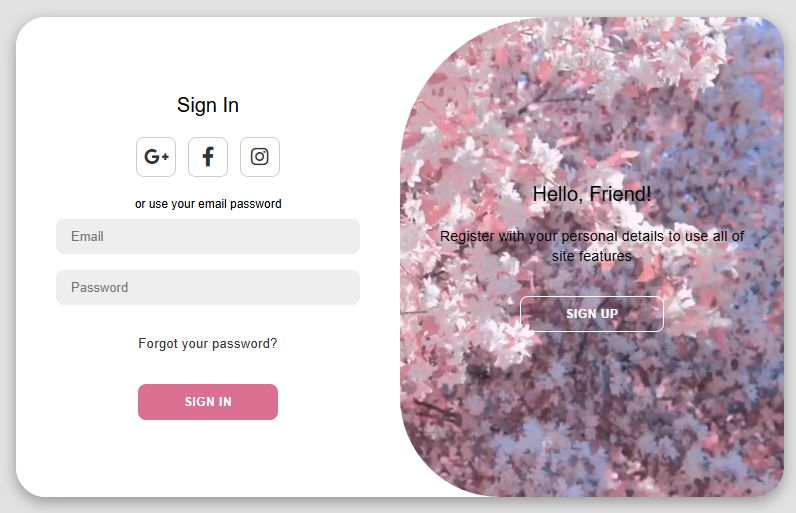 Sign In
G+
f
or use your email password
Email
Password
Forgot your password?
SIGN IN
Hello, Friend!
Register with your personal details to use all of
site features
SIGN UP